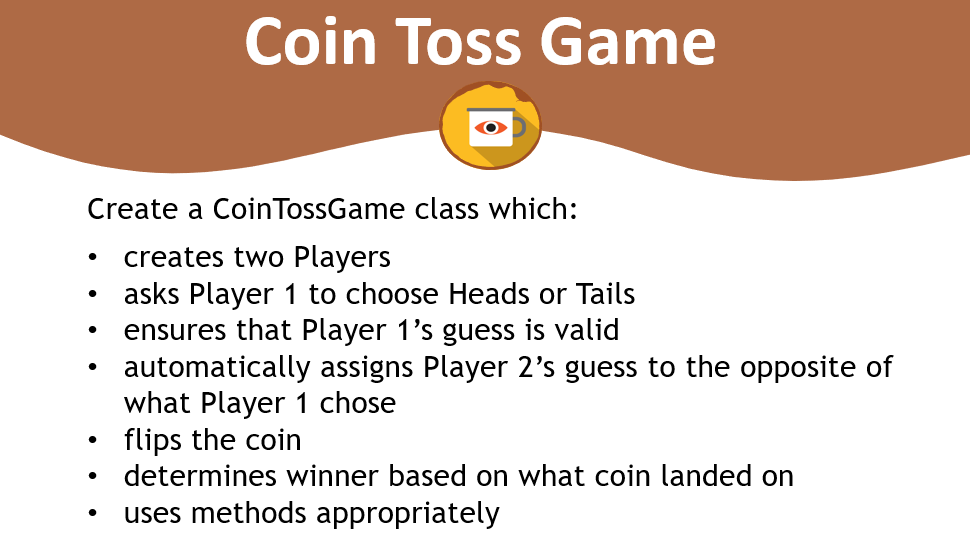 Coin Toss Game
Create a CoinTossGame class which:
• creates two Players
• asks Player 1 to choose Heads or Tails
• ensures that Player 1’s guess is valid
• automatically assigns Player 2’s guess to the opposite of
what Player 1 chose
• flips the coin
• determines winner based on what coin landed on
• uses methods appropriately